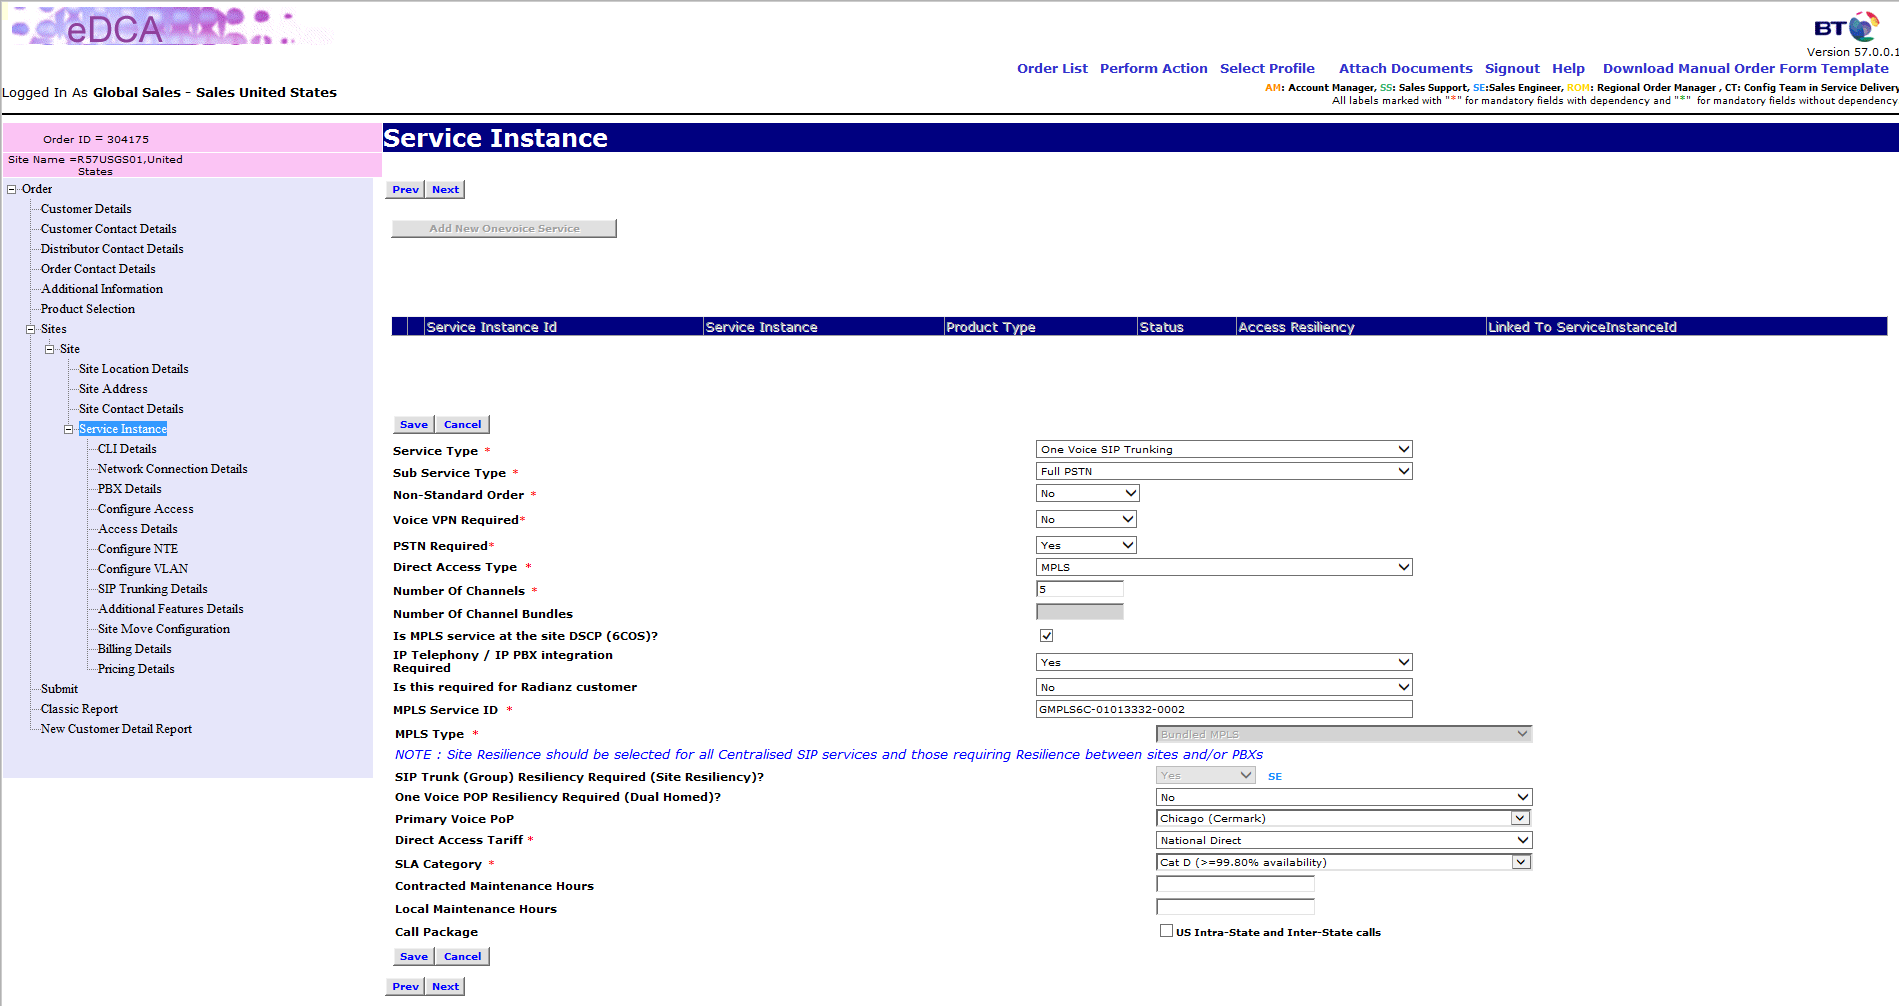 eDCA
BT
Version 57.0.0.1
Order List Perform Action Select Profile Attach Documents Signout Help Download Manual Order Form Template
Logged In As Global Sales - Sales United States
AM: Account Manager, SS: Sales Support, SE:Sales Engineer, ROM: Regional Order Manager , CT: Config Team in Service Delivery
All labels marked with "*" for mandatory fields with dependency and "*" for mandatory fields without dependency
Order ID = 304175
Site Name =R57USGS01,United
States
Order
Customer Details
Customer Contact Details
Distributor Contact Details
Order Contact Details
Additional Information
Product Selection
Sites
Site
Site Location Details
Site Address
Site Contact Details
Service Instance
CLI Details
Network Connection Details
PBX Details
Configure Access
Access Details
Configure NTE
Configure VLAN
SIP Trunking Details
Additional Features Details
Site Move Configuration
Billing Details
Pricing Details
Submit
Classic Report
New Customer Detail Report
Service Instance
Prev Next
Add New Onevoice Service
Service Instance Id Service Instance Product Type Status Access Resiliency Linked To ServiceInstanceId
Save Cancel
Service Type * One Voice SIP Trunking
Sub Service Type * Full PSTN
Non-Standard Order * No
Voice VPN Required* No
PSTN Required* Yes
Direct Access Type * MPLS
Number Of Channels * 5
Number Of Channel Bundles
Is MPLS service at the site DSCP (6COS)?
IP Telephony / IP PBX integration
Required Yes
Is this required for Radianz customer No
MPLS Service ID * GMPLS6C-01013332-0002
MPLS Type * Bundled MPLS
NOTE : Site Resilience should be selected for all Centralised SIP services and those requiring Resilience between sites and/or PBXs
SIP Trunk (Group) Resiliency Required (Site Resiliency)? Yes SE
One Voice POP Resiliency Required (Dual Homed)? No
Primary Voice PoP Chicago (Cermark)
Direct Access Tariff * National Direct
SLA Category * Cat D (>=99.80% availability)
Contracted Maintenance Hours
Local Maintenance Hours
Call Package US Intra-State and Inter-State calls
Save Cancel
Prev Next